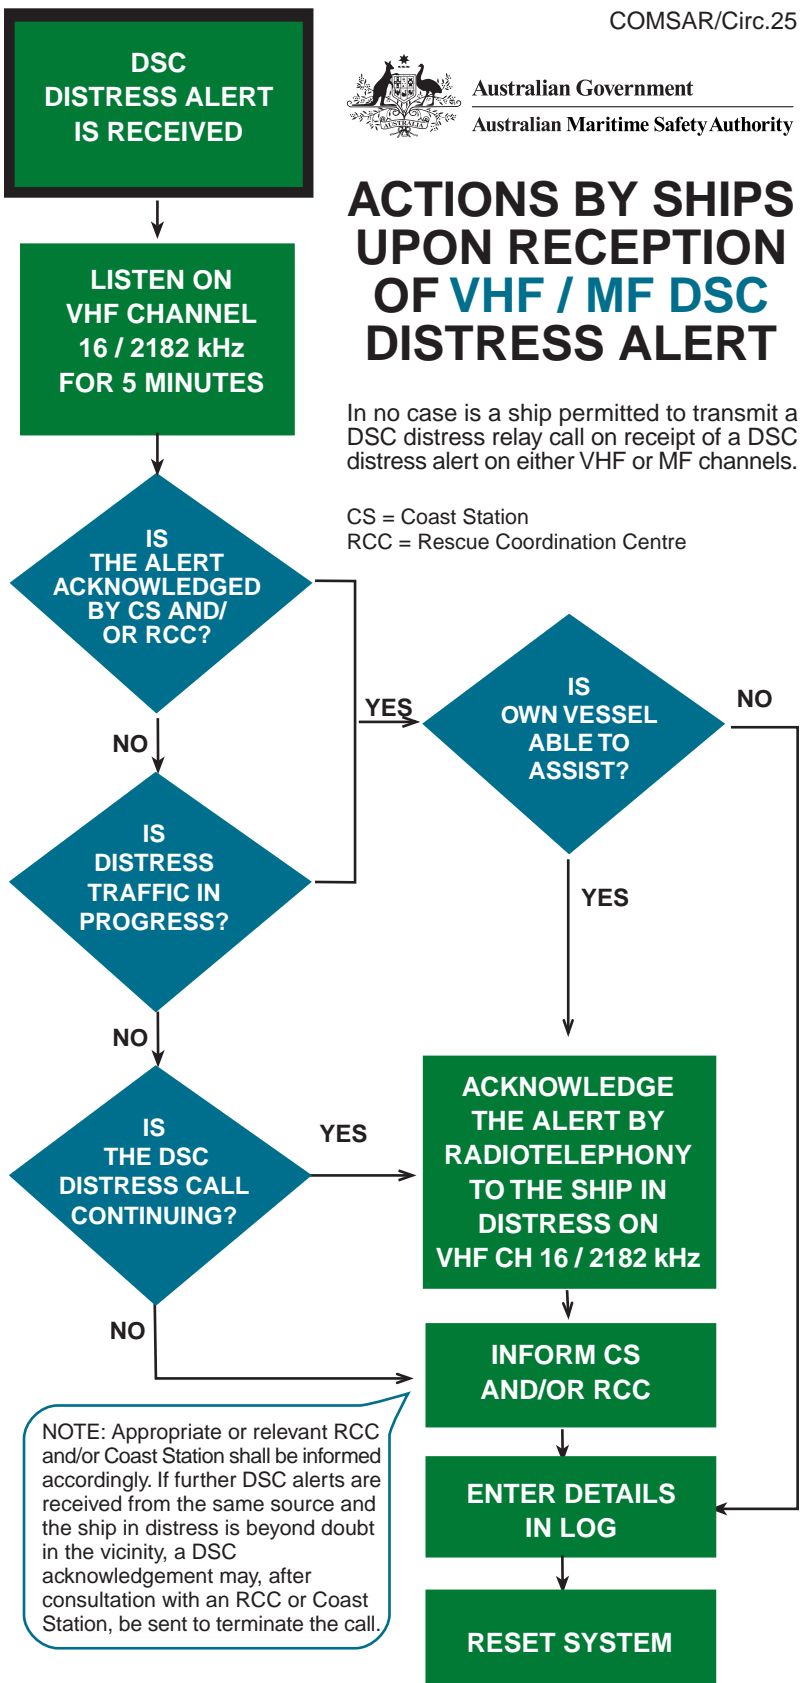 COMSAR/Circ.25
DSC
DISTRESS ALERT
IS RECEIVED
AUSTRALIA
Australian Government
Australian Maritime Safety Authority
ACTIONS BY SHIPS
UPON RECEPTION
OF VHF / MF DSC
DISTRESS ALERT
LISTEN ON
VHF CHANNEL
16 / 2182 kHz
FOR 5 MINUTES
In no case is a ship permitted to transmit a
DSC distress relay call on receipt of a DSC
distress alert on either VHF or MF channels.
CS = Coast Station
RCC = Rescue Coordination Centre
IS
THE ALERT
ACKNOWLEDGED
BY CS AND/
OR RCC?
YES
NO
IS
OWN VESSEL
ABLE TO
ASSIST?
NO
IS
DISTRESS
TRAFFIC IN
PROGRESS?
YES
NO
IS
THE DSC
DISTRESS CALL
CONTINUING?
YES
ACKNOWLEDGE
THE ALERT BY
RADIOTELEPHONY
TO THE SHIP IN
DISTRESS ON
VHF CH 16 / 2182 kHz
NO
INFORM CS
AND/OR RCC
NOTE: Appropriate or relevant RCC
and/or Coast Station shall be informed
accordingly. If further DSC alerts are
received from the same source and
the ship in distress is beyond doubt
in the vicinity, a DSC
acknowledgement may, after
consultation with an RCC or Coast
Station, be sent to terminate the call.
ENTER DETAILS
IN LOG
RESET SYSTEM